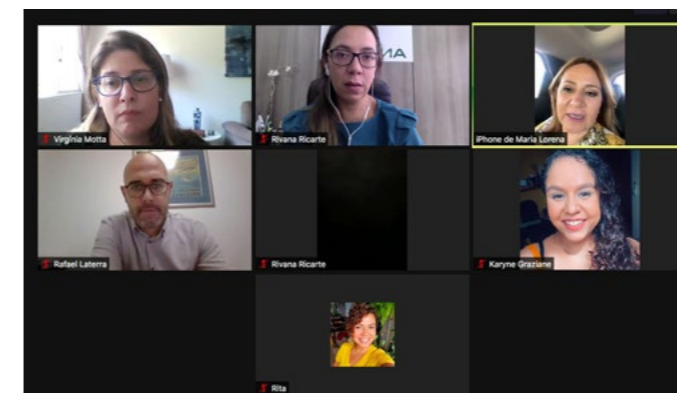 Virgínia Motta
Rivana Ricarte
iPhone de Maria Lorena
Rafael Laterra
Rivana Ricarte
Karyne Graziane
Rita